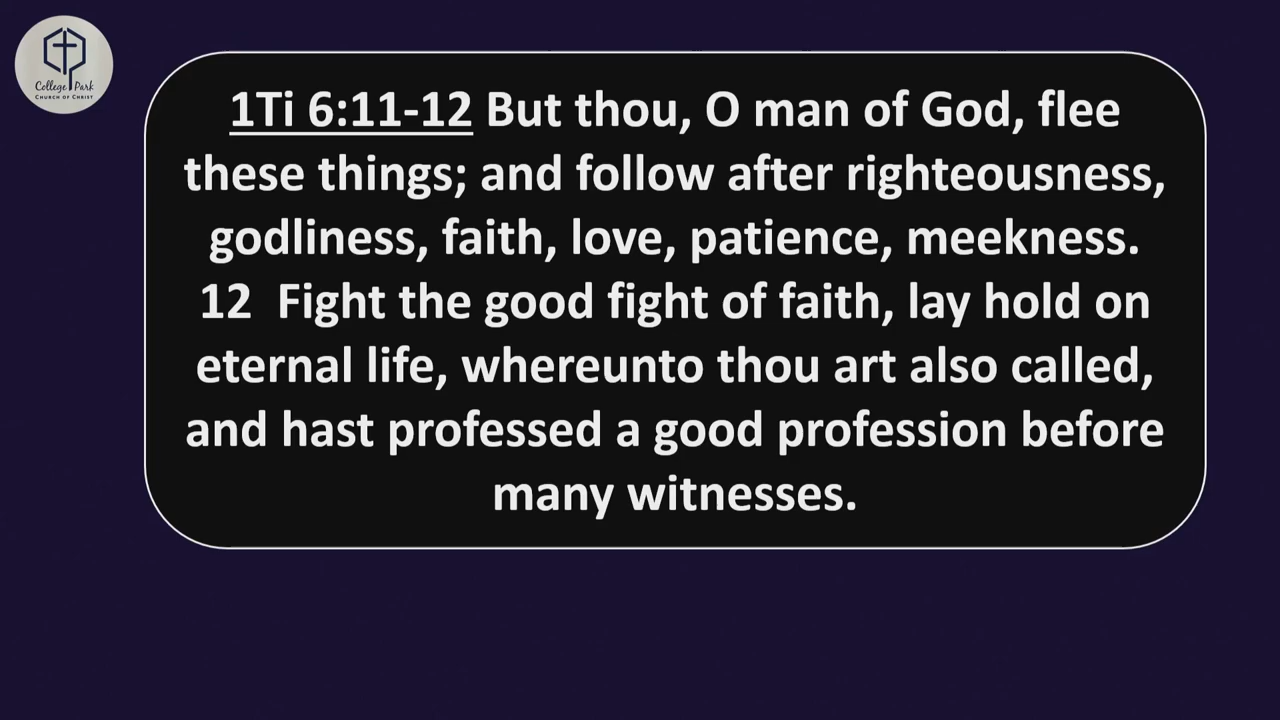 College Park
CHURCH OF CHRIST
1Ti 6:11-12 But thou, O man of God, flee
these things; and follow after righteousness,
godliness, faith, love, patience, meekness.
12 Fight the good fight of faith, lay hold on
eternal life, whereunto thou art also called,
and hast professed a good profession before
many witnesses.